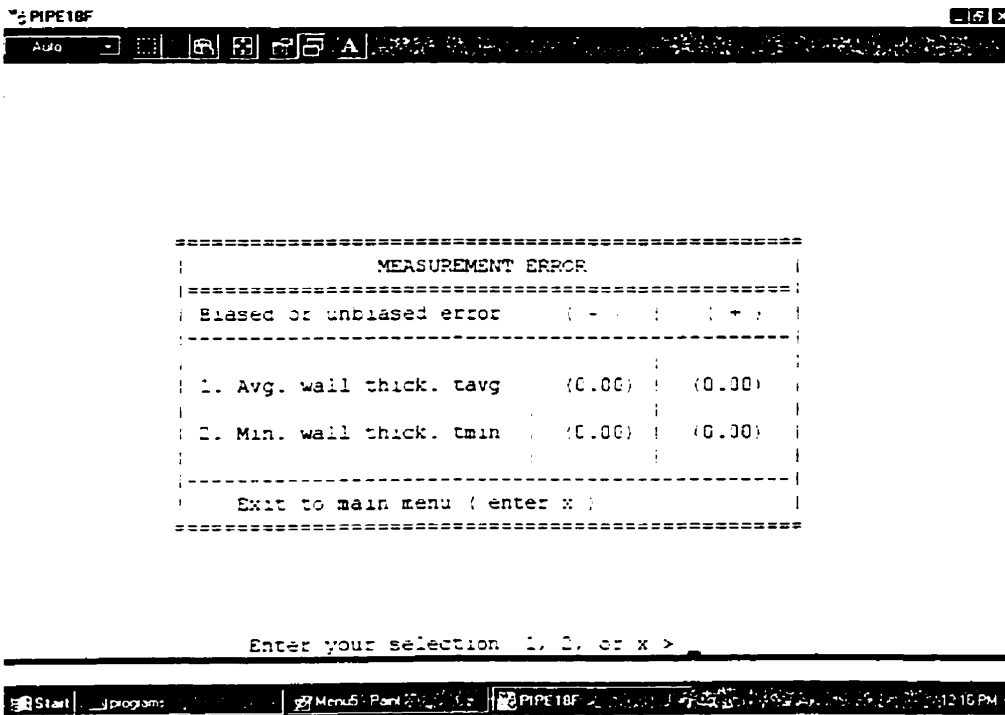 PIPE18F
Auto A
MEASUREMENT ERROR
Biased or unbiased error ( - ) ( + )
1. Avg. wall thick. tavg (0.00) (0.00)
2. Min. wall thick. tmin (0.00) (0.00)
Exit to main menu ( enter x )
Enter your selection 1, 2, or x >
Start programs Menu5 - Paint PIPE18F 12:16 PM